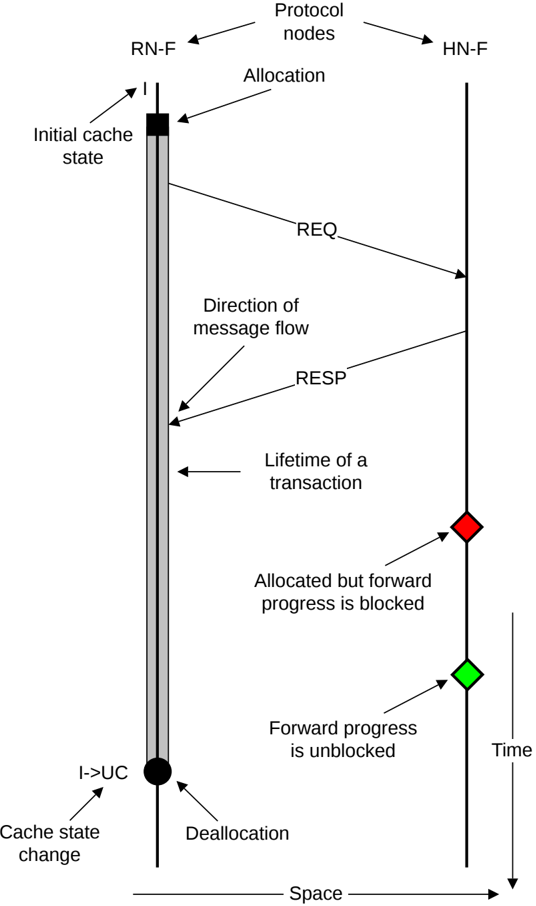 Protocol
nodes
RN-F
HN-F
I
Allocation
Initial cache
state
REQ
Direction of
message flow
RESP
Lifetime of a
transaction
Allocated but forward
progress is blocked
Forward progress
is unblocked
Time
I->UC
Cache state
change
Deallocation
Space